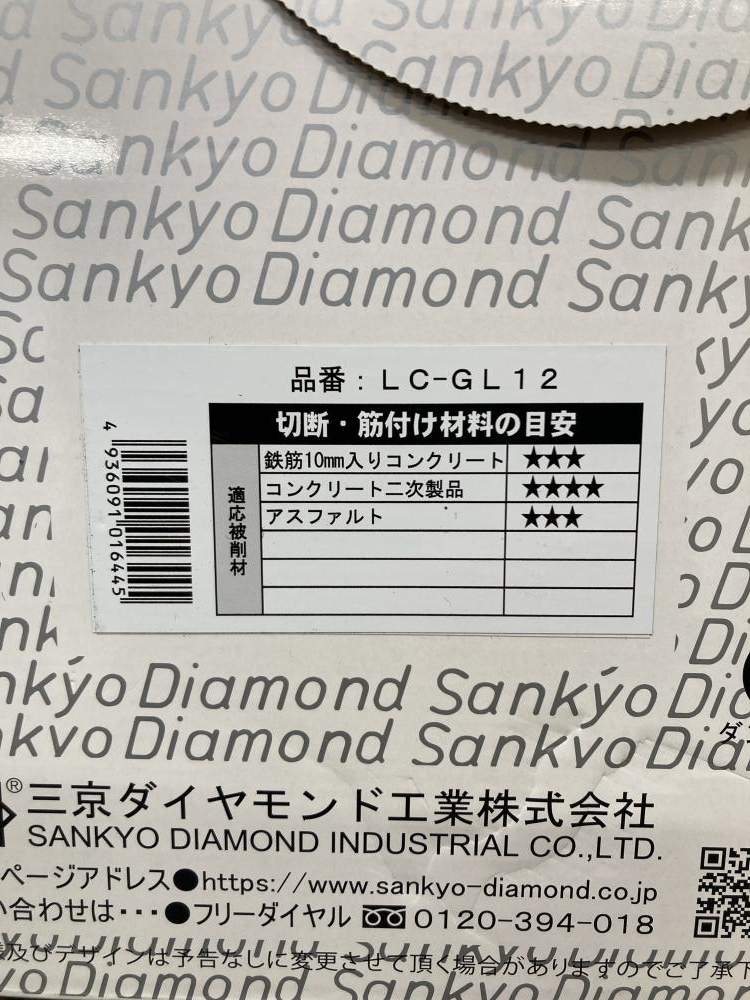 Sankyo Diamond
Sankyo Diamond
Sankyo Diamond
Sankyo Diamond
Sankyo Diamond
品番：LC-GL12
切断・筋付け材料の目安
適応被削材
鉄筋10mm入りコンクリート ★★★
コンクリート二次製品 ★★★★
アスファルト ★★★
4 936091 016445
Sankyo Diamond
Sankyo Diamond
三京ダイヤモンド工業株式会社
SANKYO DIAMOND INDUSTRIAL CO.,LTD.
ページアドレス●https://www.sankyo-diamond.co.jp
い合わせは･･･●フリーダイヤル 0120-394-018
及びデザインは予告なしに変更させて頂く場合がありますのでご了承下
Diamond Sankyo Diamond